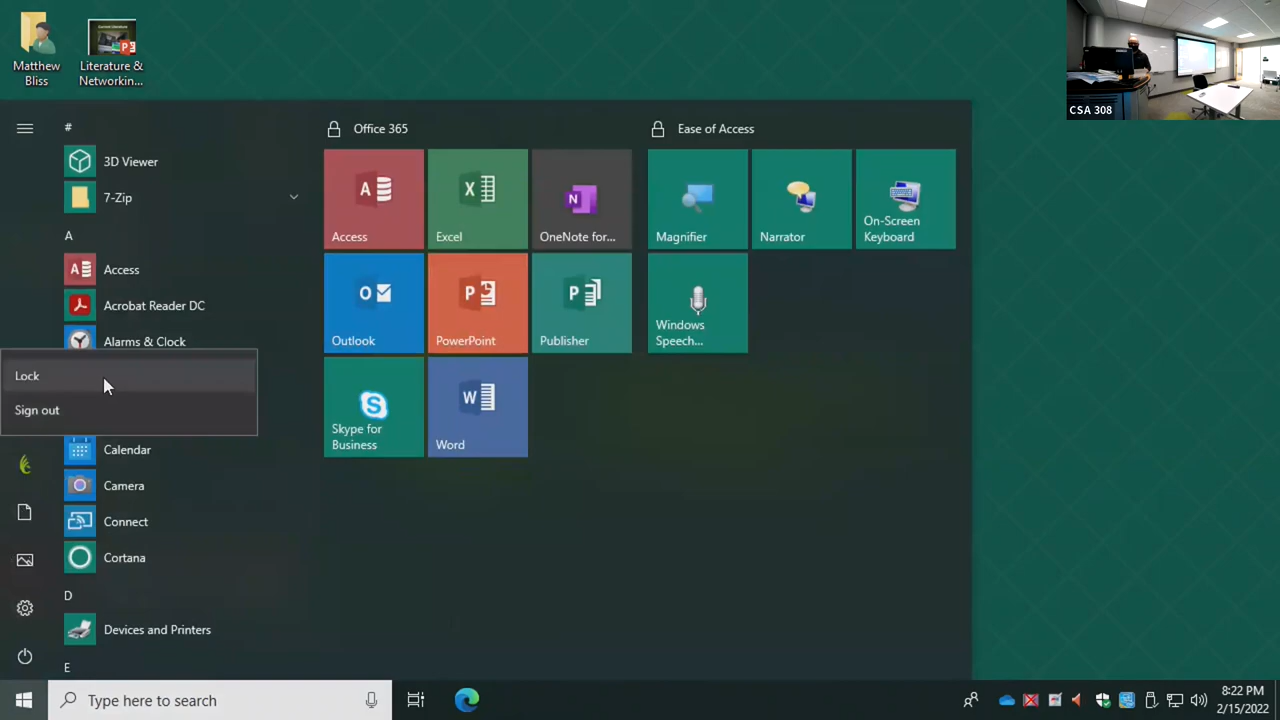 Matthew
Bliss
Literature &
Networkin...
CSA 308
#
3D Viewer
7-Zip
A
Access
Acrobat Reader DC
Alarms & Clock
Lock
Sign out
Calendar
Camera
Connect
Cortana
D
Devices and Printers
E
Office 365
Access
Excel
OneNote for...
Outlook
PowerPoint
Publisher
Skype for
Business
Word
Ease of Access
Magnifier
Narrator
On-Screen
Keyboard
Windows
Speech...
Type here to search
8:22 PM
2/15/2022